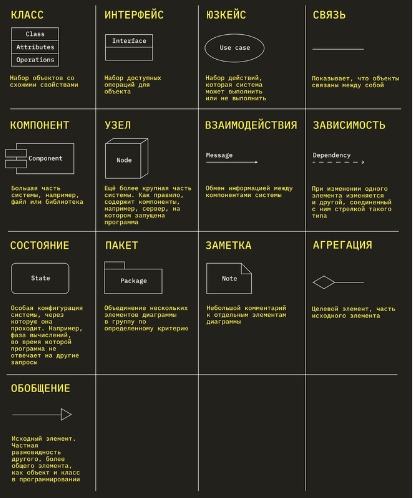 КЛАСС
Class
Attributes
Operations
Набор объектов со
схожими свойствами
ИНТЕРФЕЙС
Interface
Набор доступных
операций для
объекта
ЮЗКЕЙС
Use case
Набор действий,
которая система
может выполнить
или не выполнить
СВЯЗЬ
Показывает, что объекты
связаны между собой
КОМПОНЕНТ
Component
Большая часть
системы, например,
файл или библиотека
УЗЕЛ
Node
Ещё более крупная часть
системы. Как правило,
содержит компоненты,
например, сервер, на
котором запущена
программа
ВЗАИМОДЕЙСТВИЯ
Message
Обмен информацией между
компонентами системы
ЗАВИСИМОСТЬ
Dependency
При изменении одного
элемента изменяется
и другой, соединенный
с ним стрелкой такого
типа
СОСТОЯНИЕ
State
Особая конфигурация
системы, через
которую она
проходит. Например,
фаза вычислений,
во время которой
программа не
отвечает на другие
запросы
ПАКЕТ
Package
Объединение нескольких
элементов диаграммы
в группу по
определенному критерию
ЗАМЕТКА
Note
Небольшой комментарий
к отдельным элементам
диаграммы
АГРЕГАЦИЯ
Целевой элемент, часть
исходного элемента
ОБОБЩЕНИЕ
Исходный элемент.
Частная
разновидность
другого, более
общего элемента,
как объект и класс
в программировании